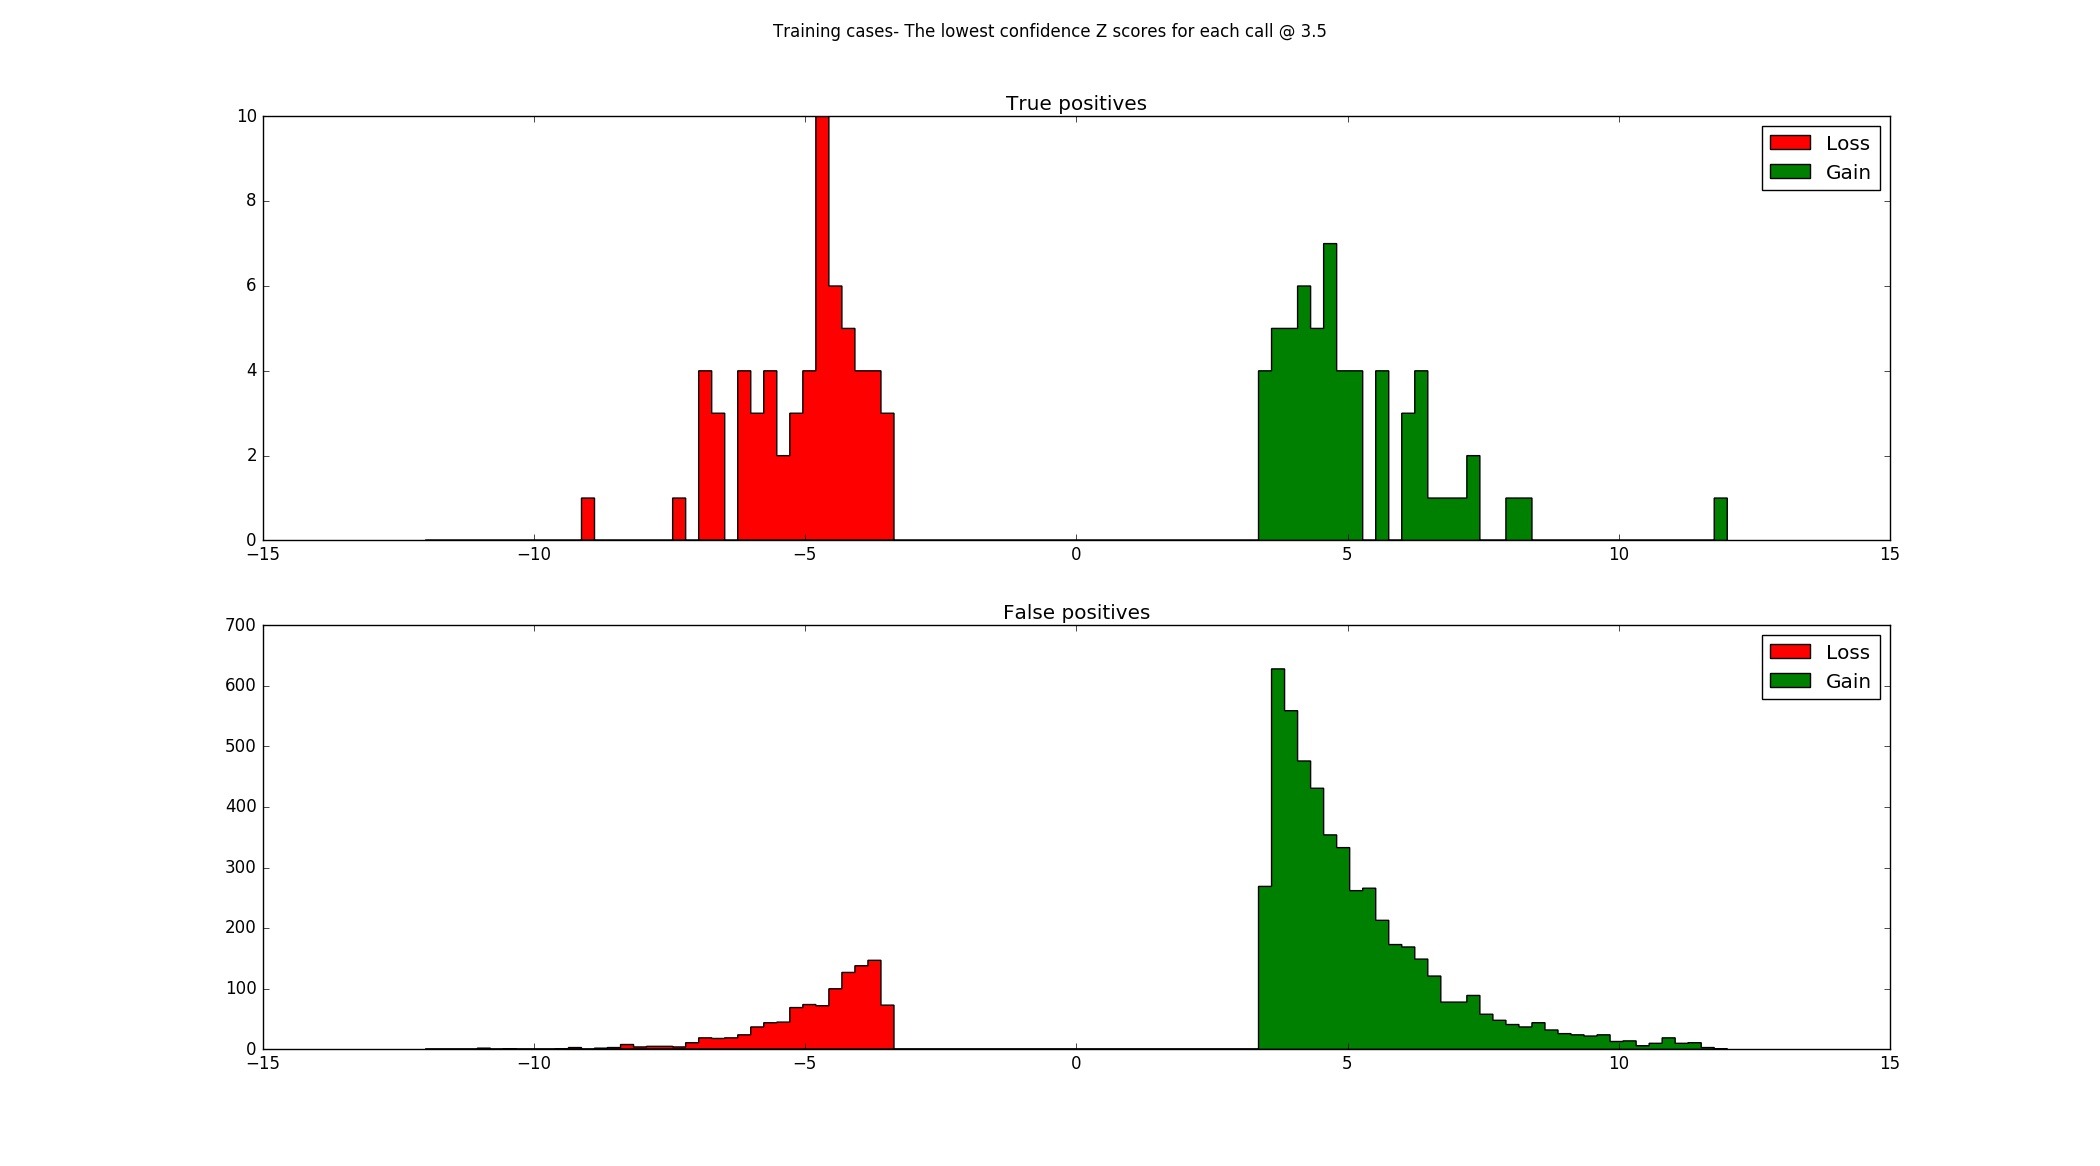 Training cases- The lowest confidence Z scores for each call @ 3.5
True positives
10
8
6
4
2
0
Loss
Gain
−15 −10 −5 0 5 10 15
False positives
700
600
500
400
300
200
100
0
Loss
Gain
−15 −10 −5 0 5 10 15